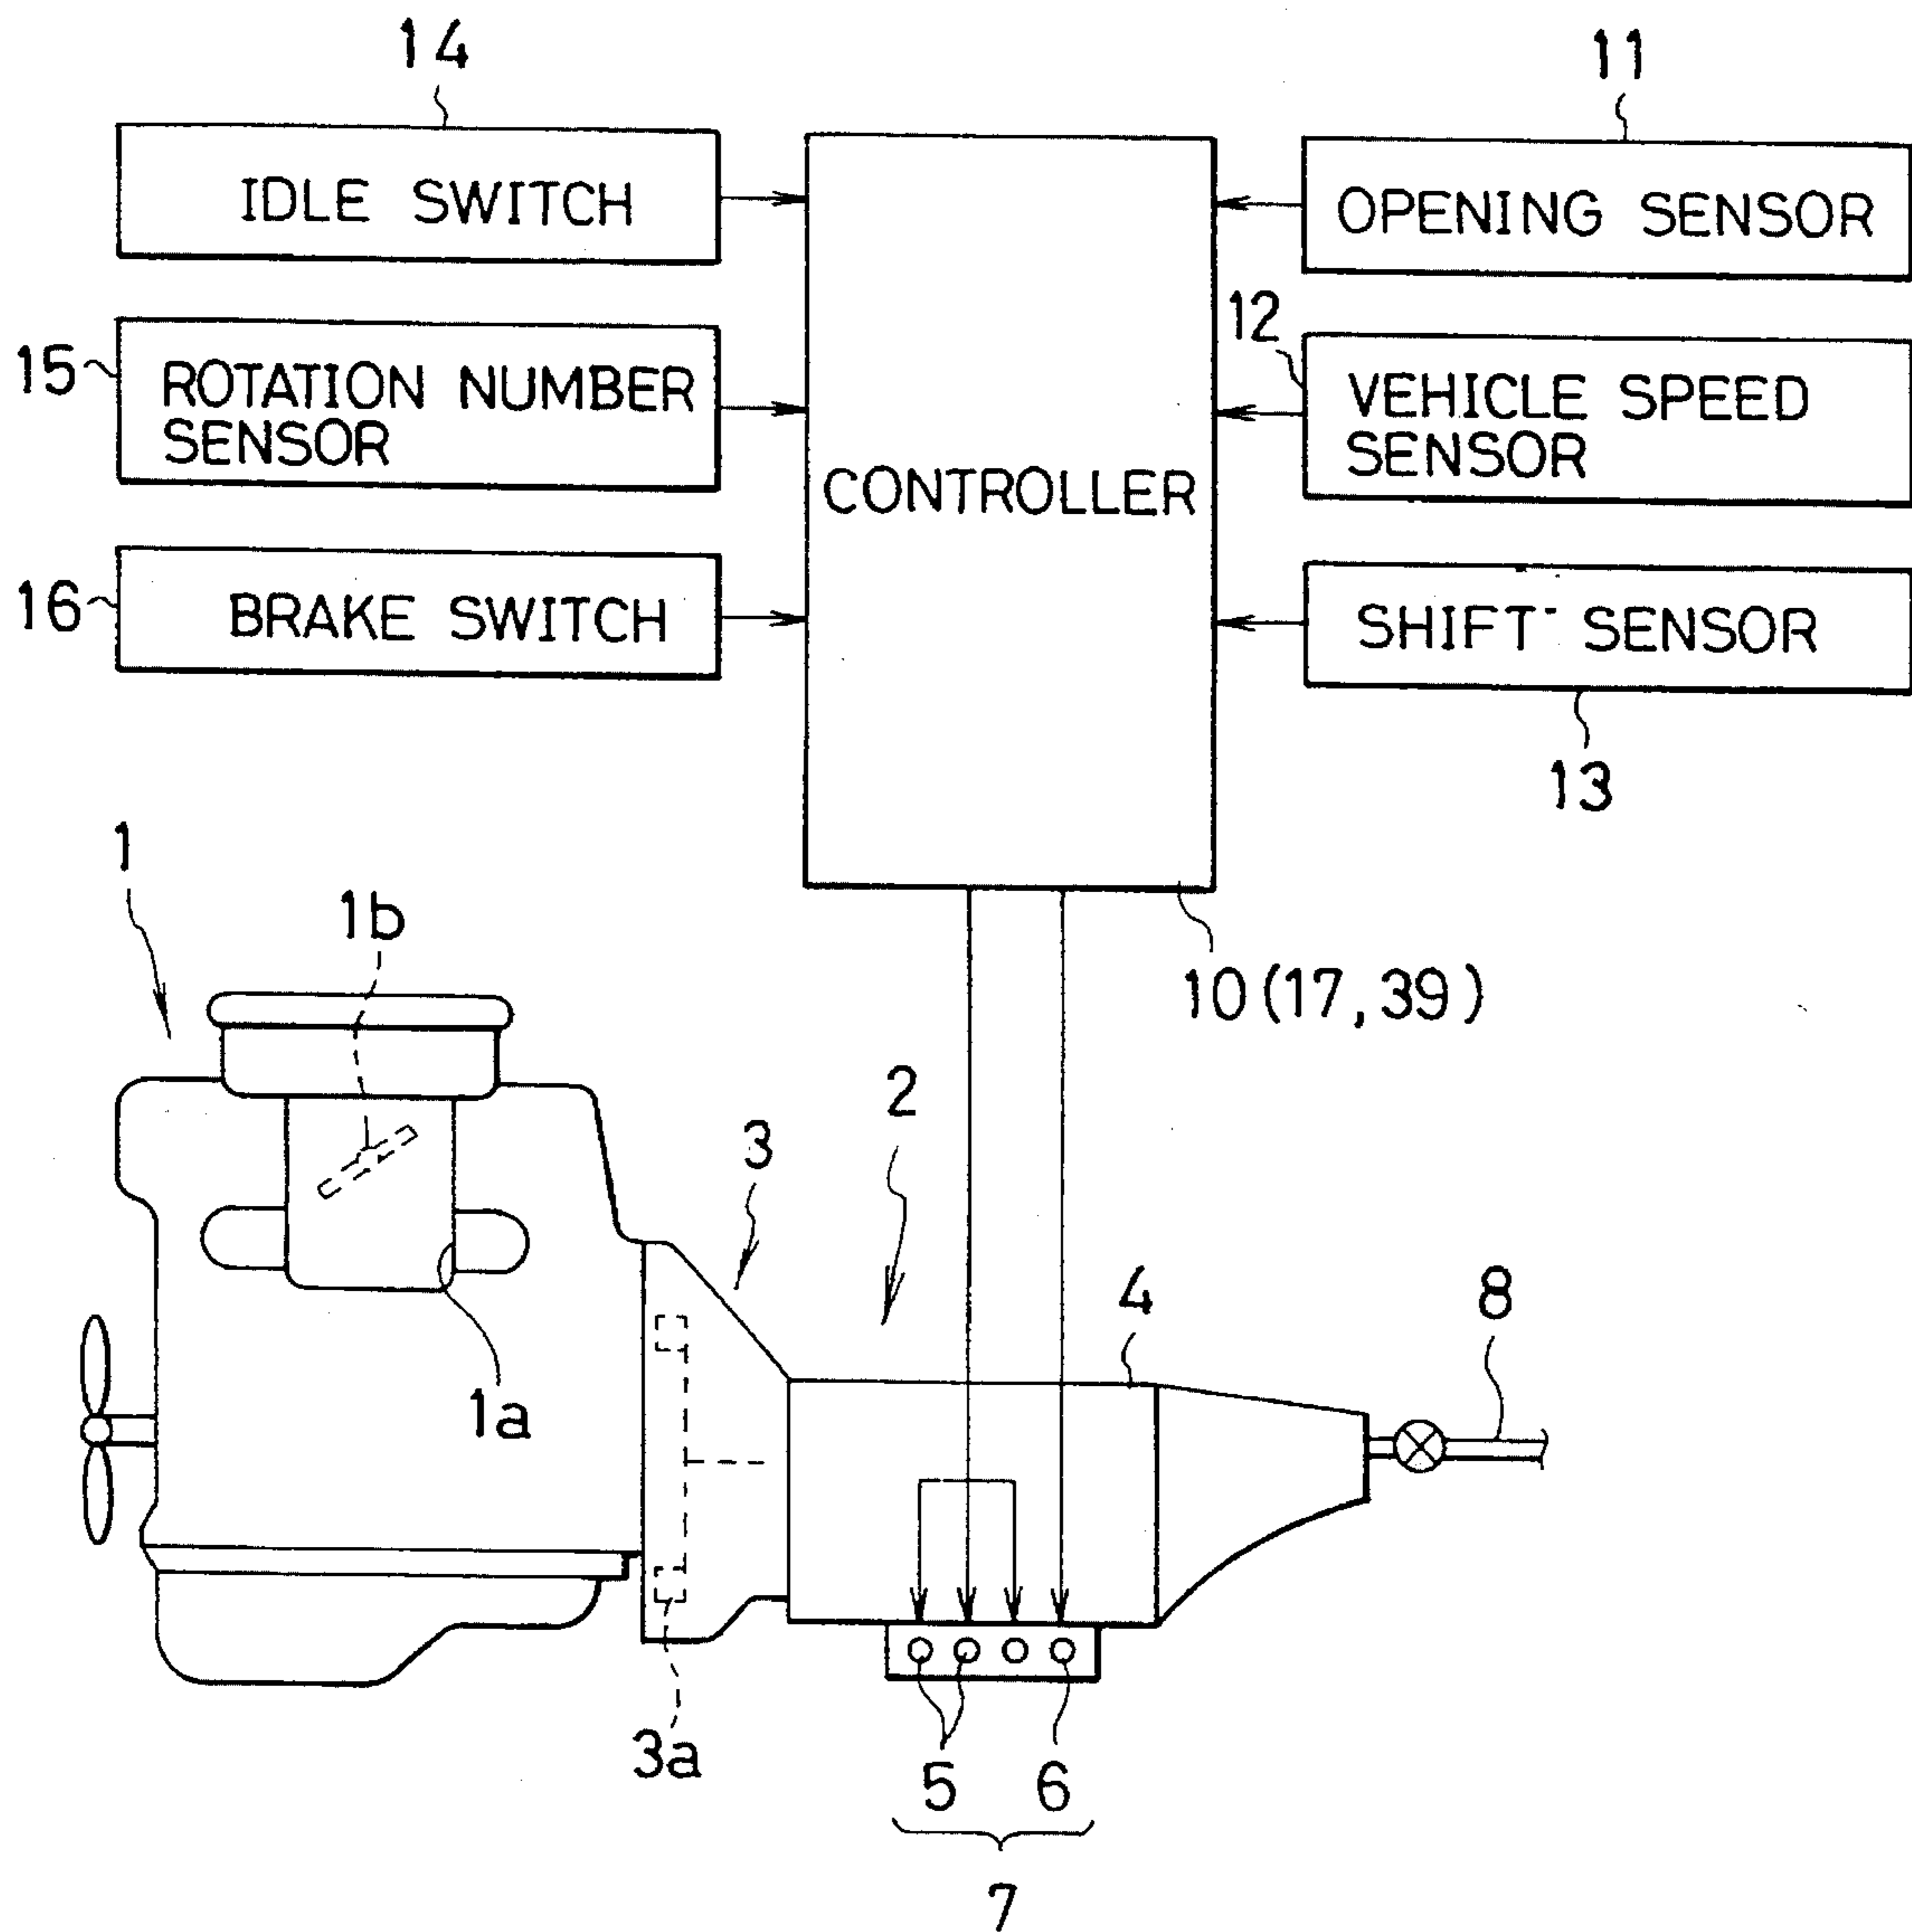 14
11
IDLE SWITCH
OPENING SENSOR
12
15
ROTATION NUMBER
SENSOR
VEHICLE SPEED
SENSOR
CONTROLLER
16
BRAKE SWITCH
SHIFT SENSOR
13
1
1b
10 (17, 39)
2
3
4
8
1a
3a
5
6
7